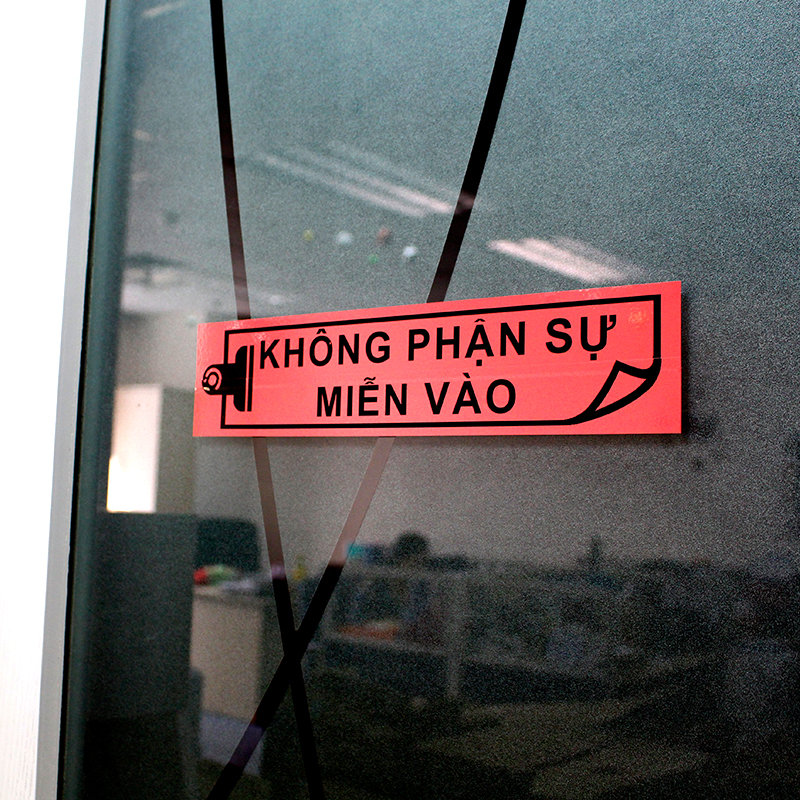 KHÔNG PHẬN SỰ
MIỄN VÀO